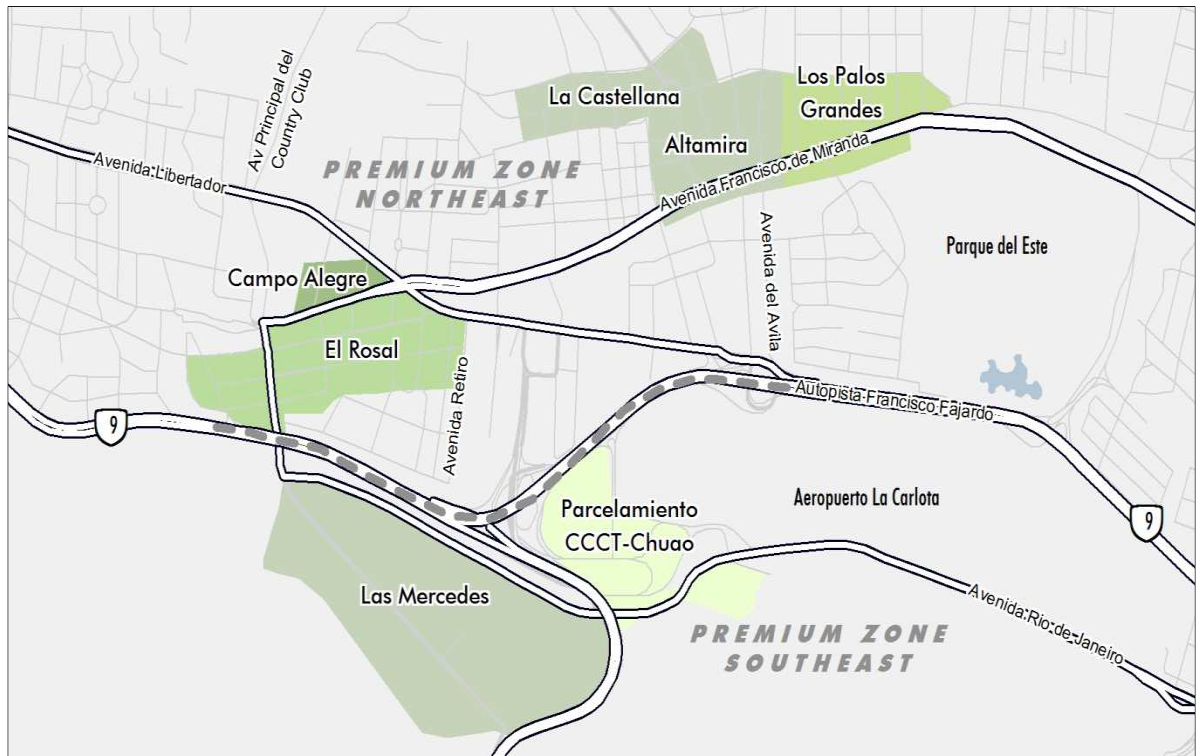 Los Palos
Grandes
La Castellana
Altamira
Av Principal del
Country Club
Avenida Libertador
PREMIUM ZONE
NORTHEAST
Avenida Francisco de Miranda
Parque del Este
Avenida del Avila
Campo Alegre
El Rosal
Avenida Retiro
Autopista Francisco Fajardo
9
Parcelamiento
CCCT-Chuao
Aeropuerto La Carlota
9
Las Mercedes
Avenida Rio de Janeiro
PREMIUM ZONE
SOUTHEAST